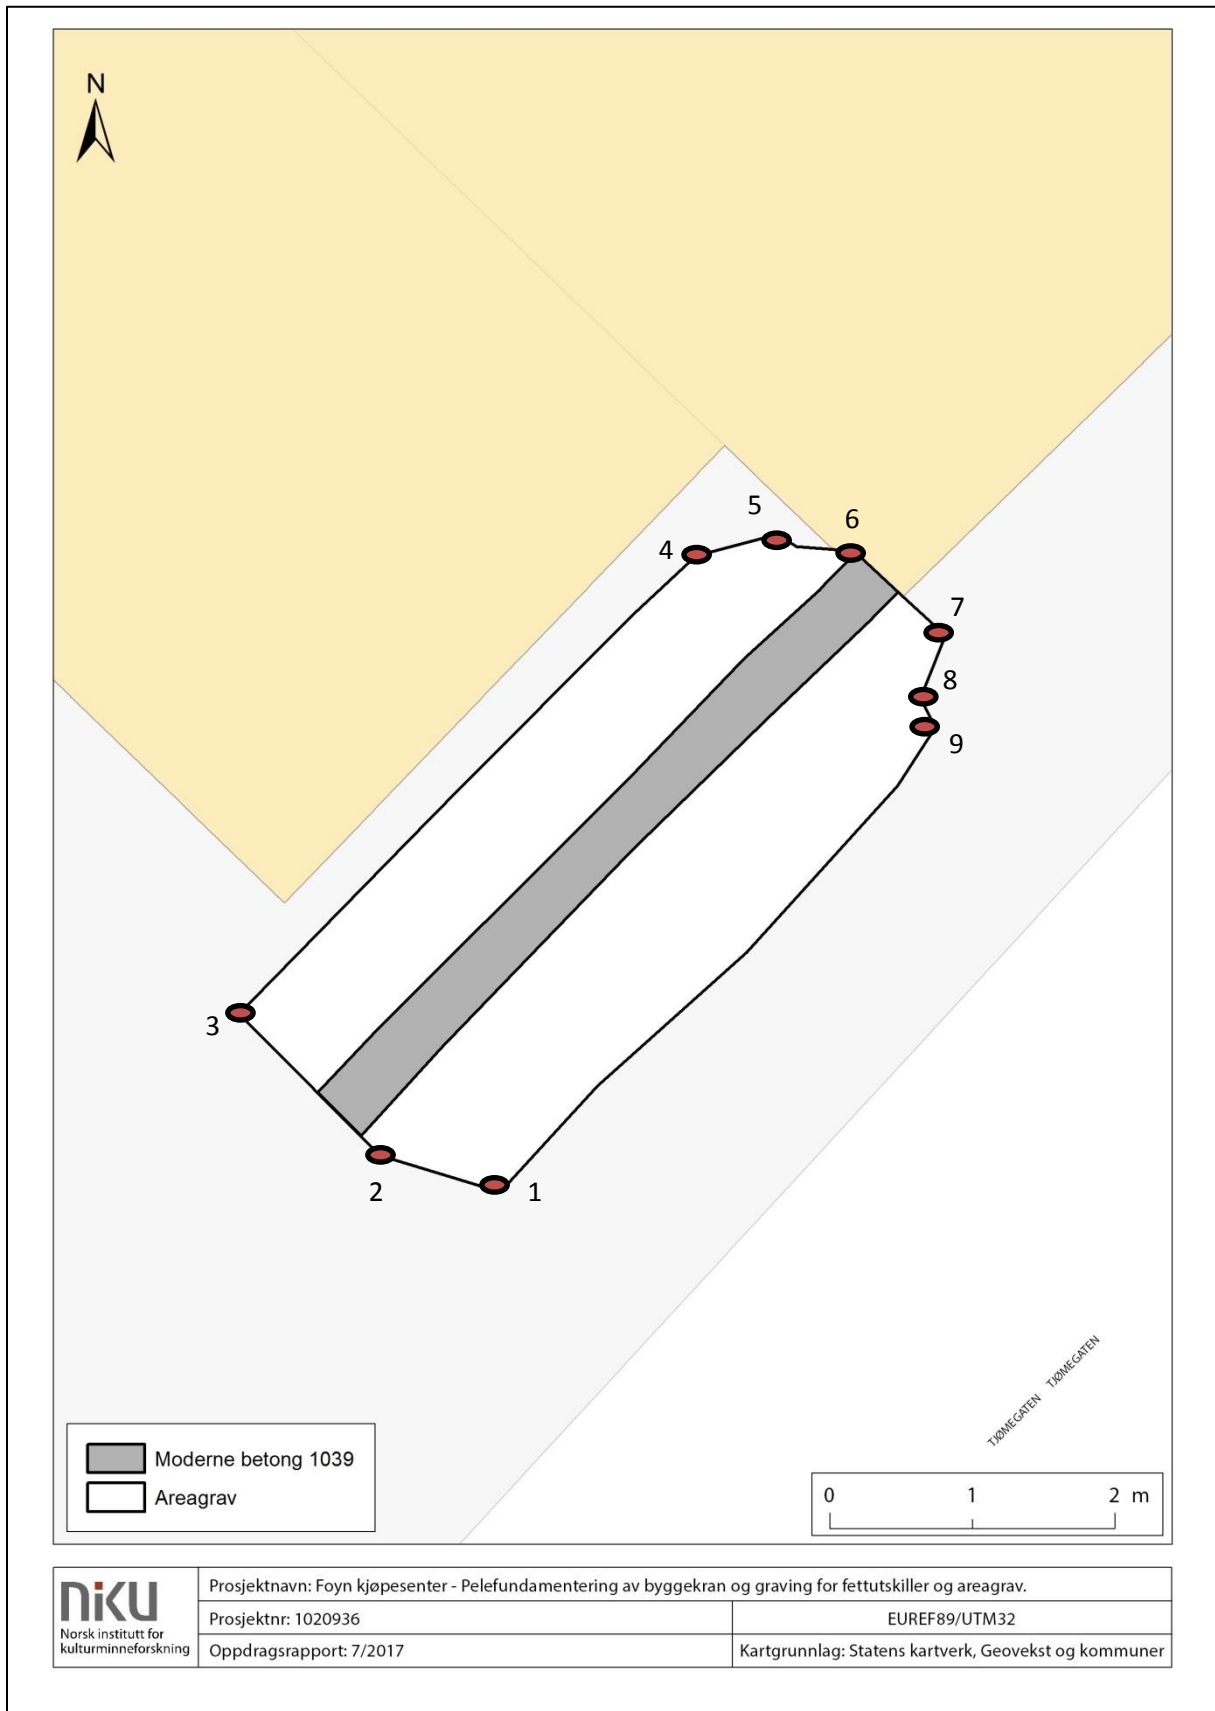 N
5
6
4
7
8
9
3
2
1
TJØMEGATEN TJØMEGATEN
Moderne betong 1039
Areagrav
0 1 2 m
niku
Norsk institutt for
kulturminneforskning
Prosjektnavn: Foyn kjøpesenter - Pelefundamentering av byggekran og graving for fettutskiller og areagrav.
Prosjektnr: 1020936
EUREF89/UTM32
Oppdragsrapport: 7/2017
Kartgrunnlag: Statens kartverk, Geovekst og kommuner